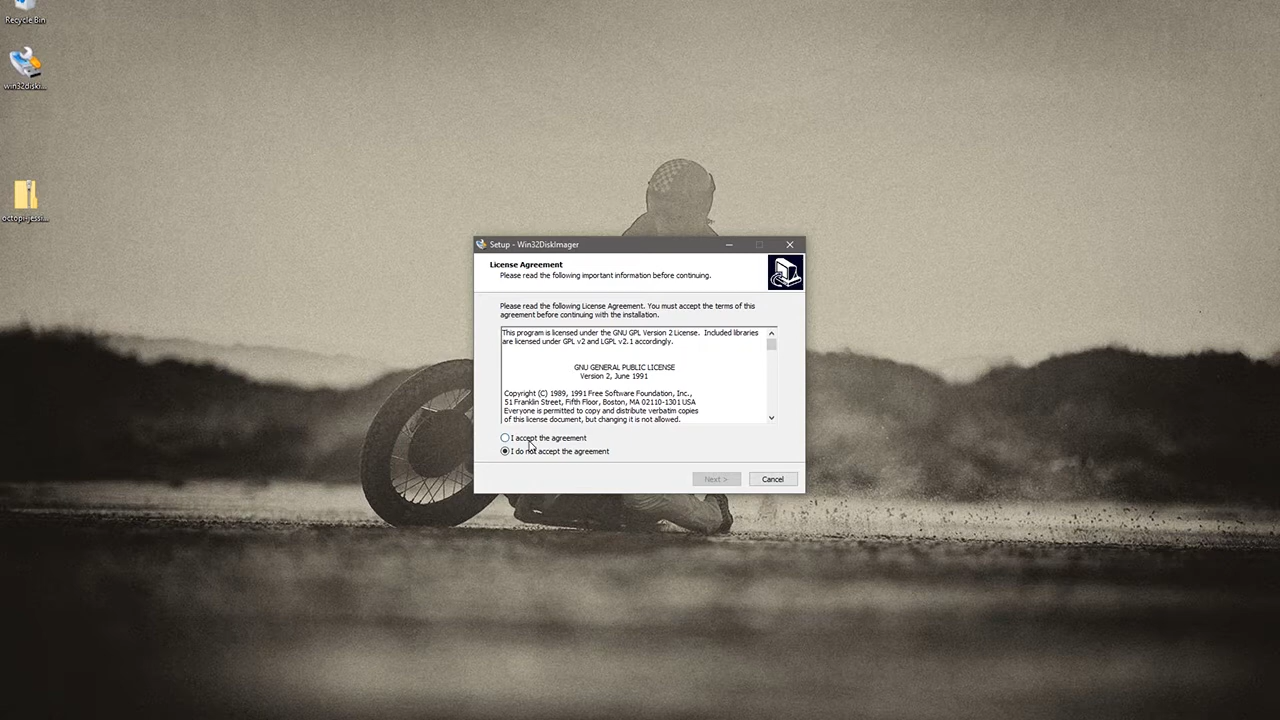 Recycle Bin
win32diski...
octopi-jessi...
Setup - Win32DiskImager
License Agreement
Please read the following important information before continuing.
Please read the following License Agreement. You must accept the terms of this
agreement before continuing with the installation.
This program is licensed under the GNU GPL Version 2 License. Included libraries
are licensed under GPL v2 and LGPL v2.1 accordingly.
GNU GENERAL PUBLIC LICENSE
Version 2, June 1991
Copyright (C) 1989, 1991 Free Software Foundation, Inc.,
51 Franklin Street, Fifth Floor, Boston, MA 02110-1301 USA
Everyone is permitted to copy and distribute verbatim copies
of this license document, but changing it is not allowed.
I accept the agreement
I do not accept the agreement
Next >
Cancel